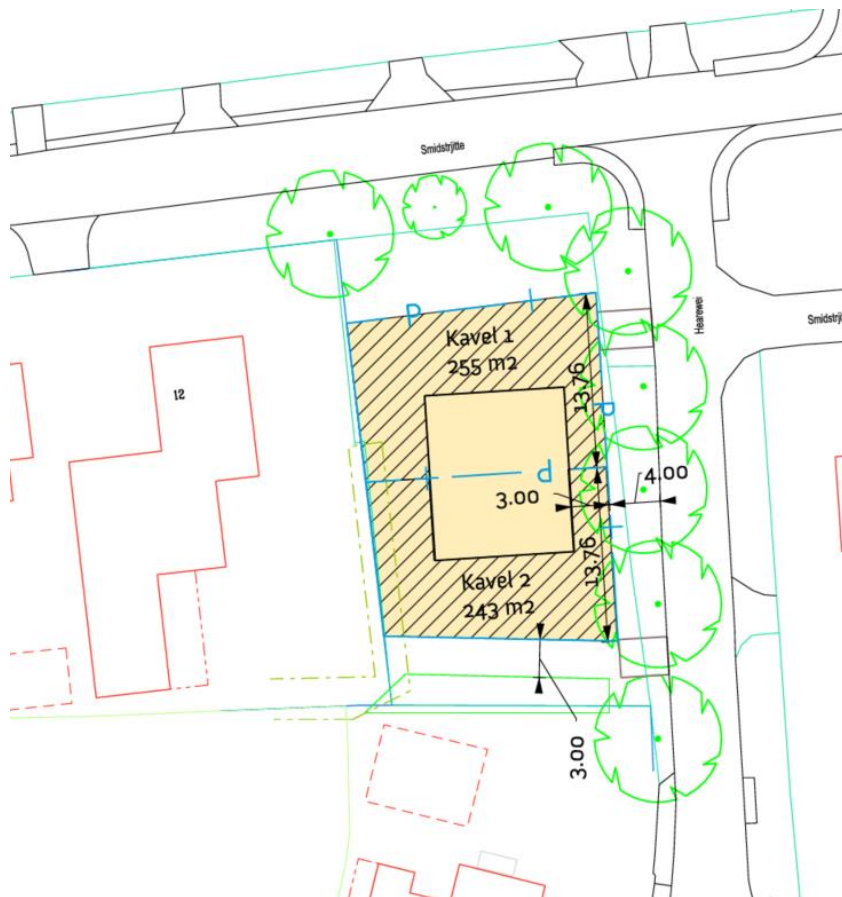 Smidstrjitte
Hearewei
Smidstrj
P
Kavel 1
255 m2
13.76
12
P
P
4.00
3.00
13.76
Kavel 2
243 m2
3.00